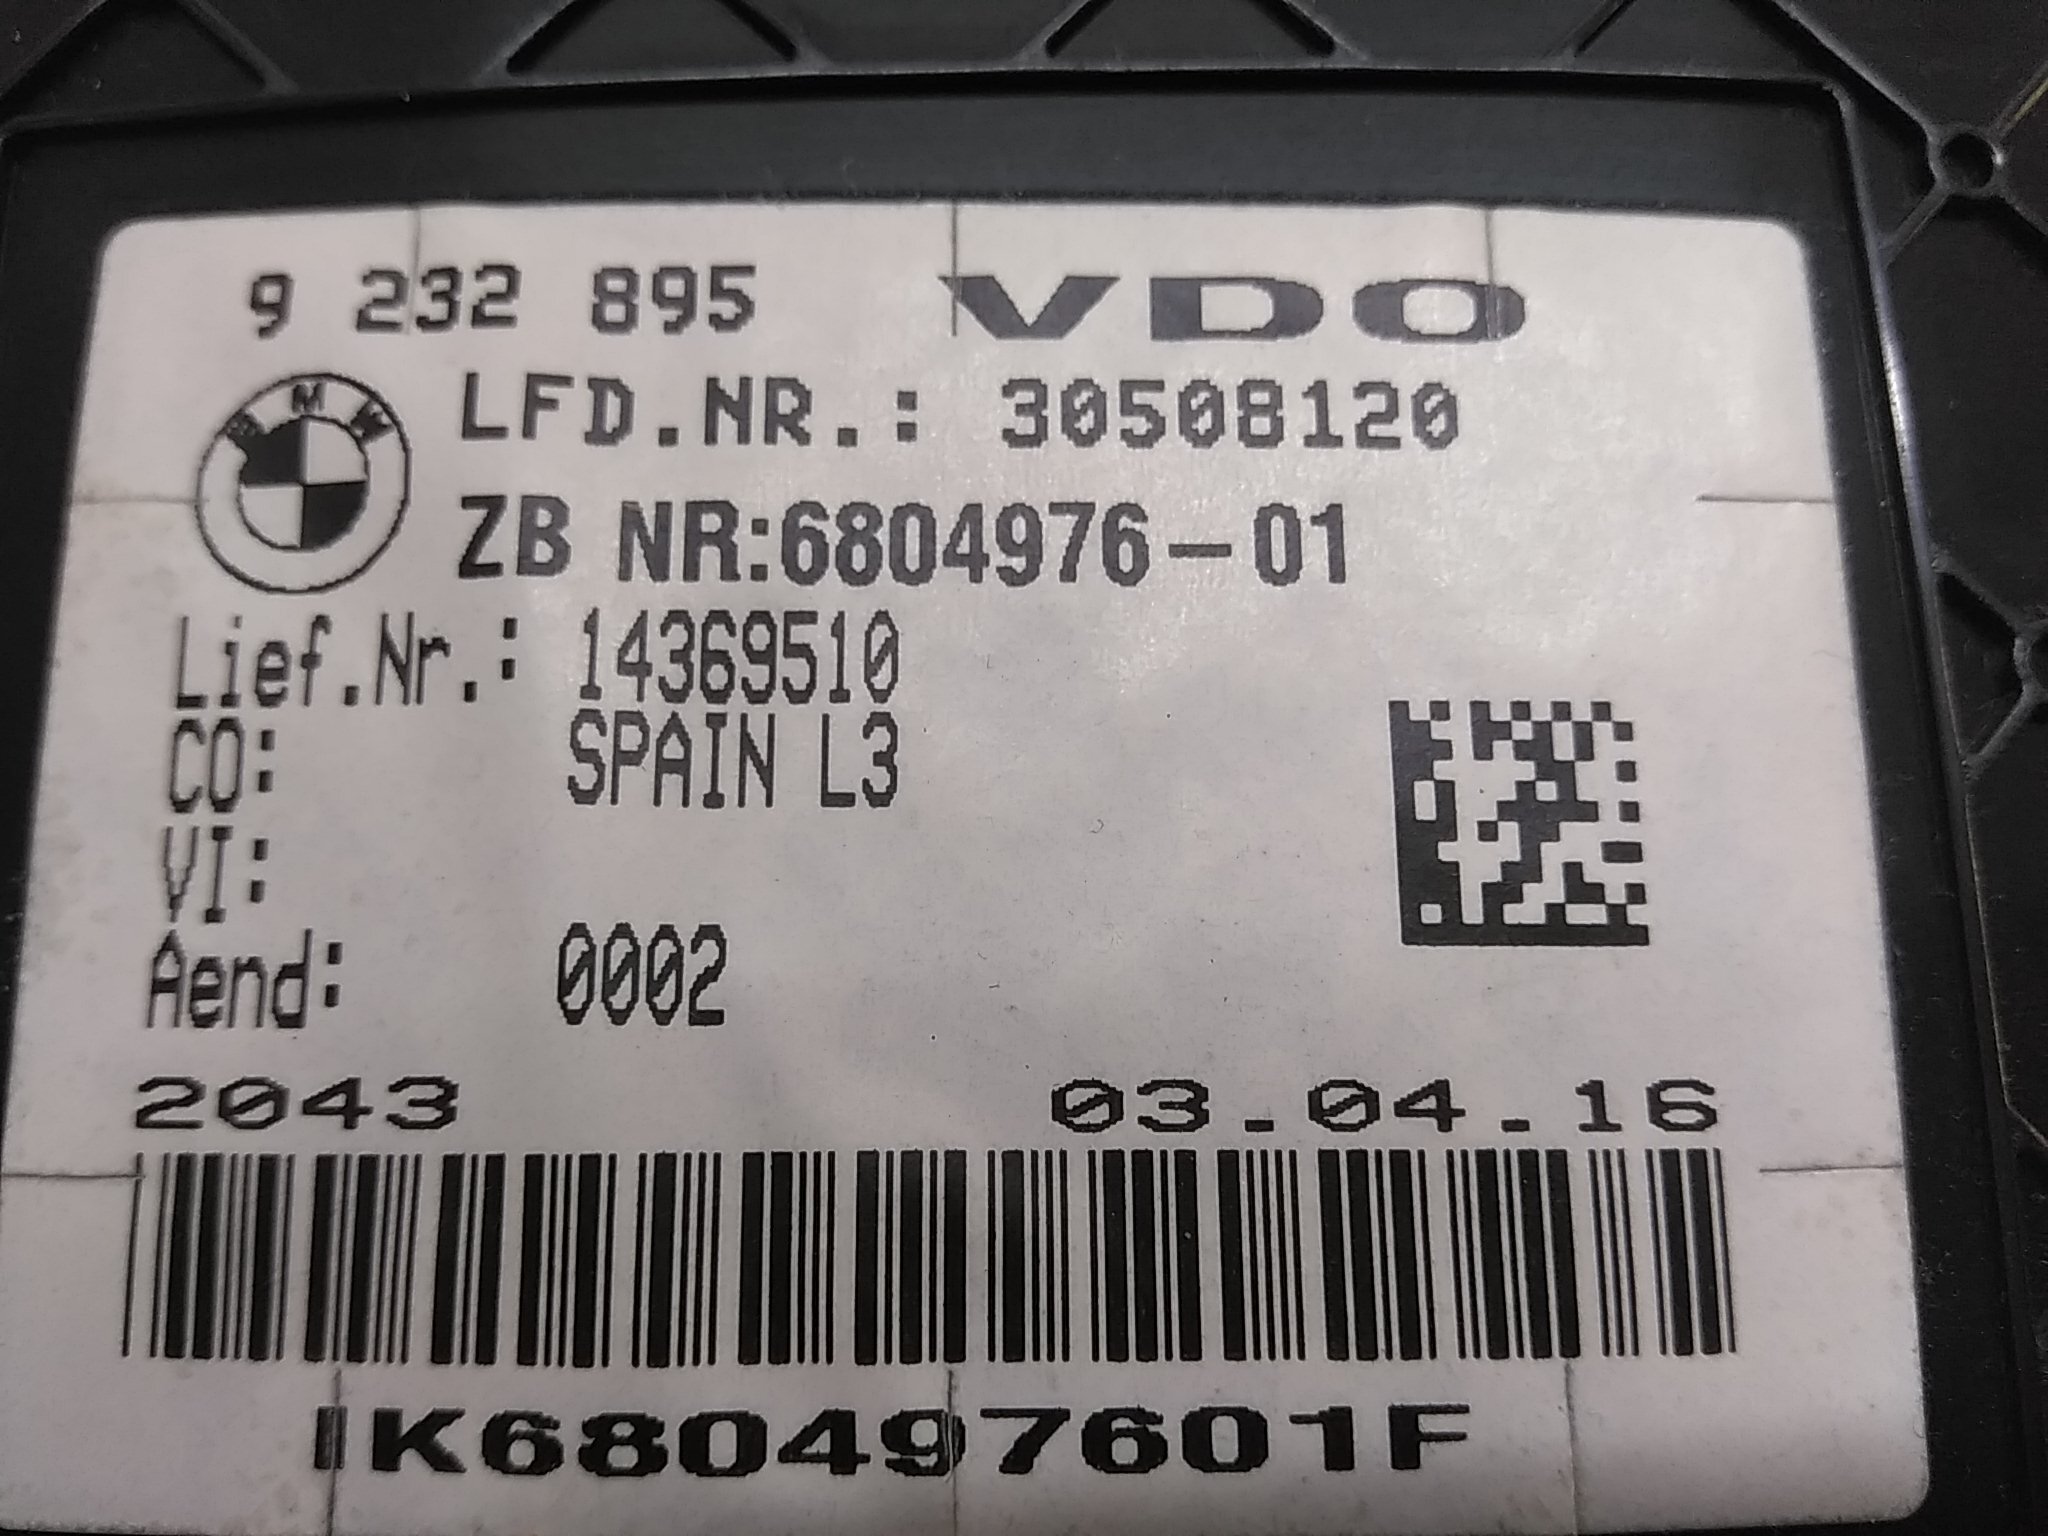 9 232 895 VDO
BMW
LFD.NR.: 30508120
ZB NR:6804976-01
Lief.Nr.: 14369510
CO: SPAIN L3
VI:
Aend: 0002
2043 03.04.16
IK680497601F